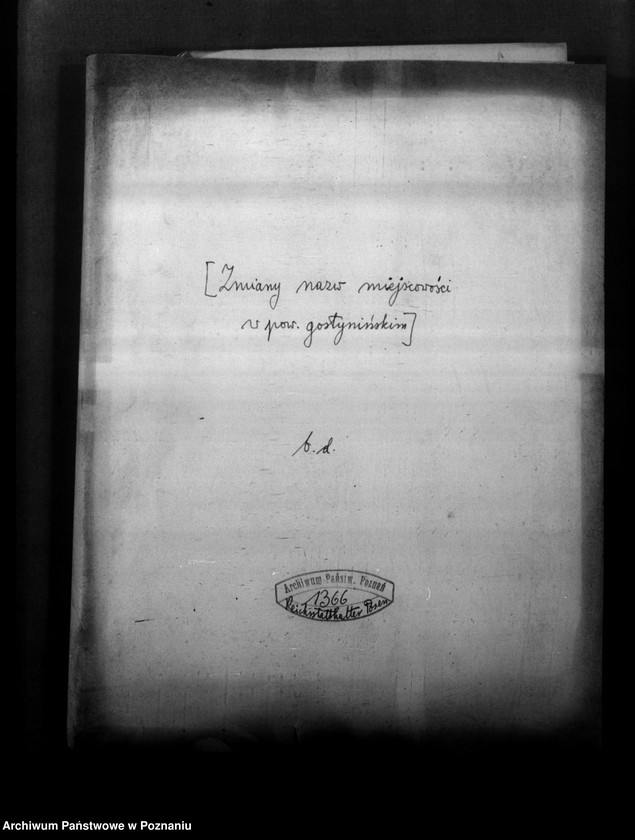 [Zmiany nazw miejscowości
w pow. gostynińskim]
b.d.
Archiwum Państw. Poznań
1366
Reichsstatthalter Posen
Archiwum Państwowe w Poznaniu